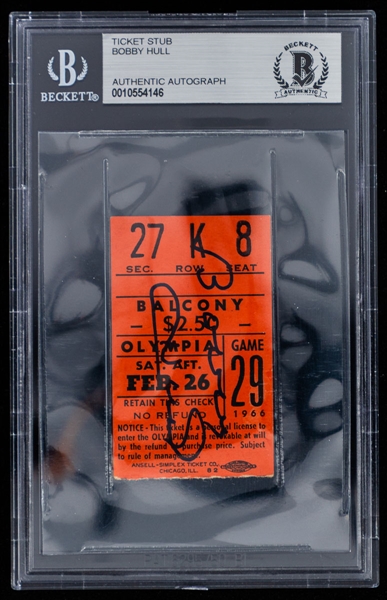 TICKET STUB
BOBBY HULL
AUTHENTIC AUTOGRAPH
0010554146
B
BECKETT®
BECKETT
B
AUTHENTIC
27 K 8
SEC. ROW SEAT
BALCONY
— $2.50 —
OLYMPIA
SAT. AFT.
FEB. 26
GAME
29
1966
RETAIN THIS CHECK
NO REFUND
NOTICE - This ticket is a personal license to
enter the OLYMPIA and is revokable at will
by the refund of purchase price. Subject
to rule of management.
ANSELL-SIMPLEX TICKET CO.,
CHICAGO, ILL. 82